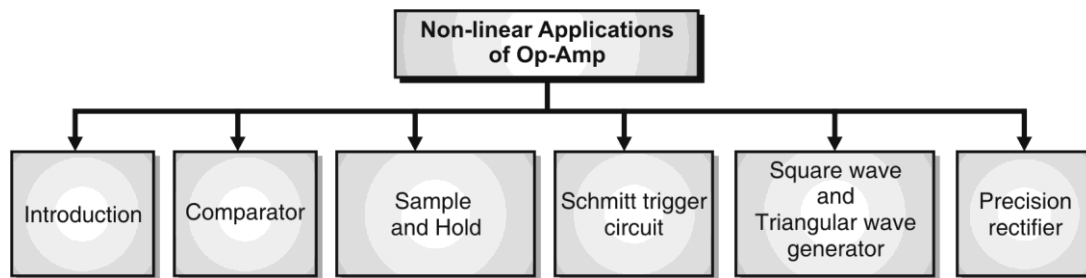 Non-linear Applications
of Op-Amp
Introduction
Comparator
Sample
and Hold
Schmitt trigger
circuit
Square wave
and
Triangular wave
generator
Precision
rectifier